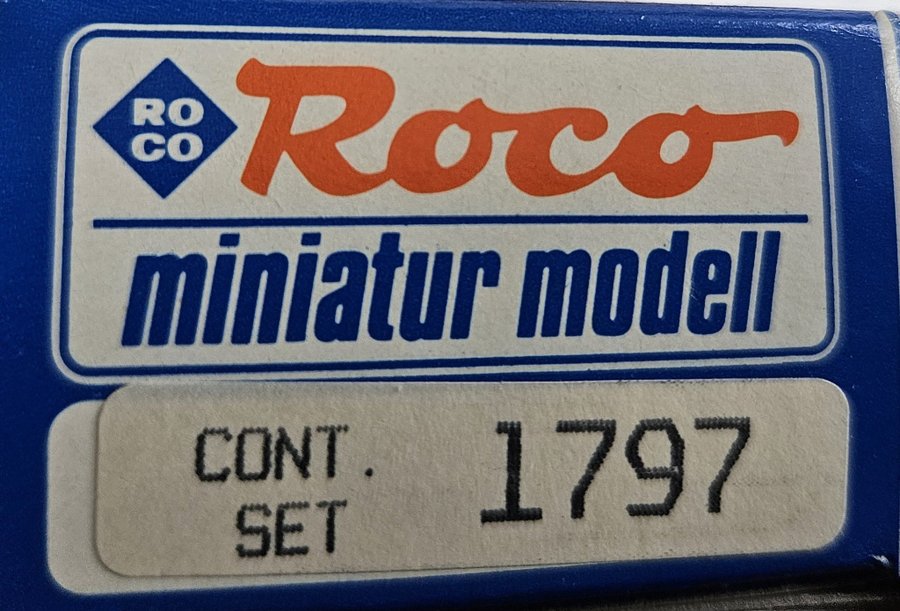 RO
CO
Roco
miniatur modell
CONT.
SET
1797